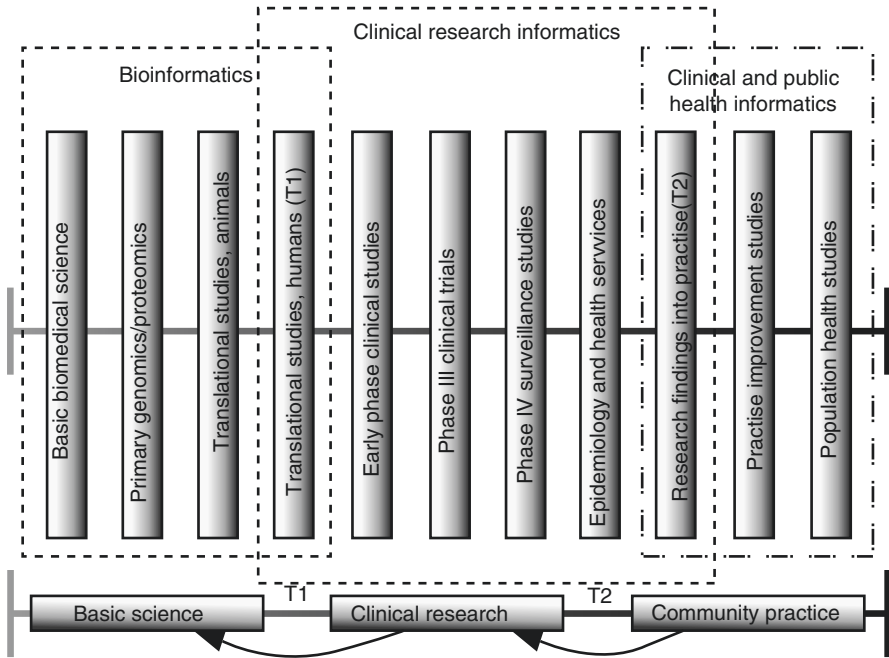 Clinical research informatics
Bioinformatics
Clinical and public
health informatics
Basic biomedical science
Primary genomics/proteomics
Translational studies, animals
Translational studies, humans (T1)
Early phase clinical studies
Phase III clinical trials
Phase IV surveillance studies
Epidemiology and health servvices
Research findings into practise(T2)
Practise improvement studies
Population health studies
T1
T2
Basic science
Clinical research
Community practice